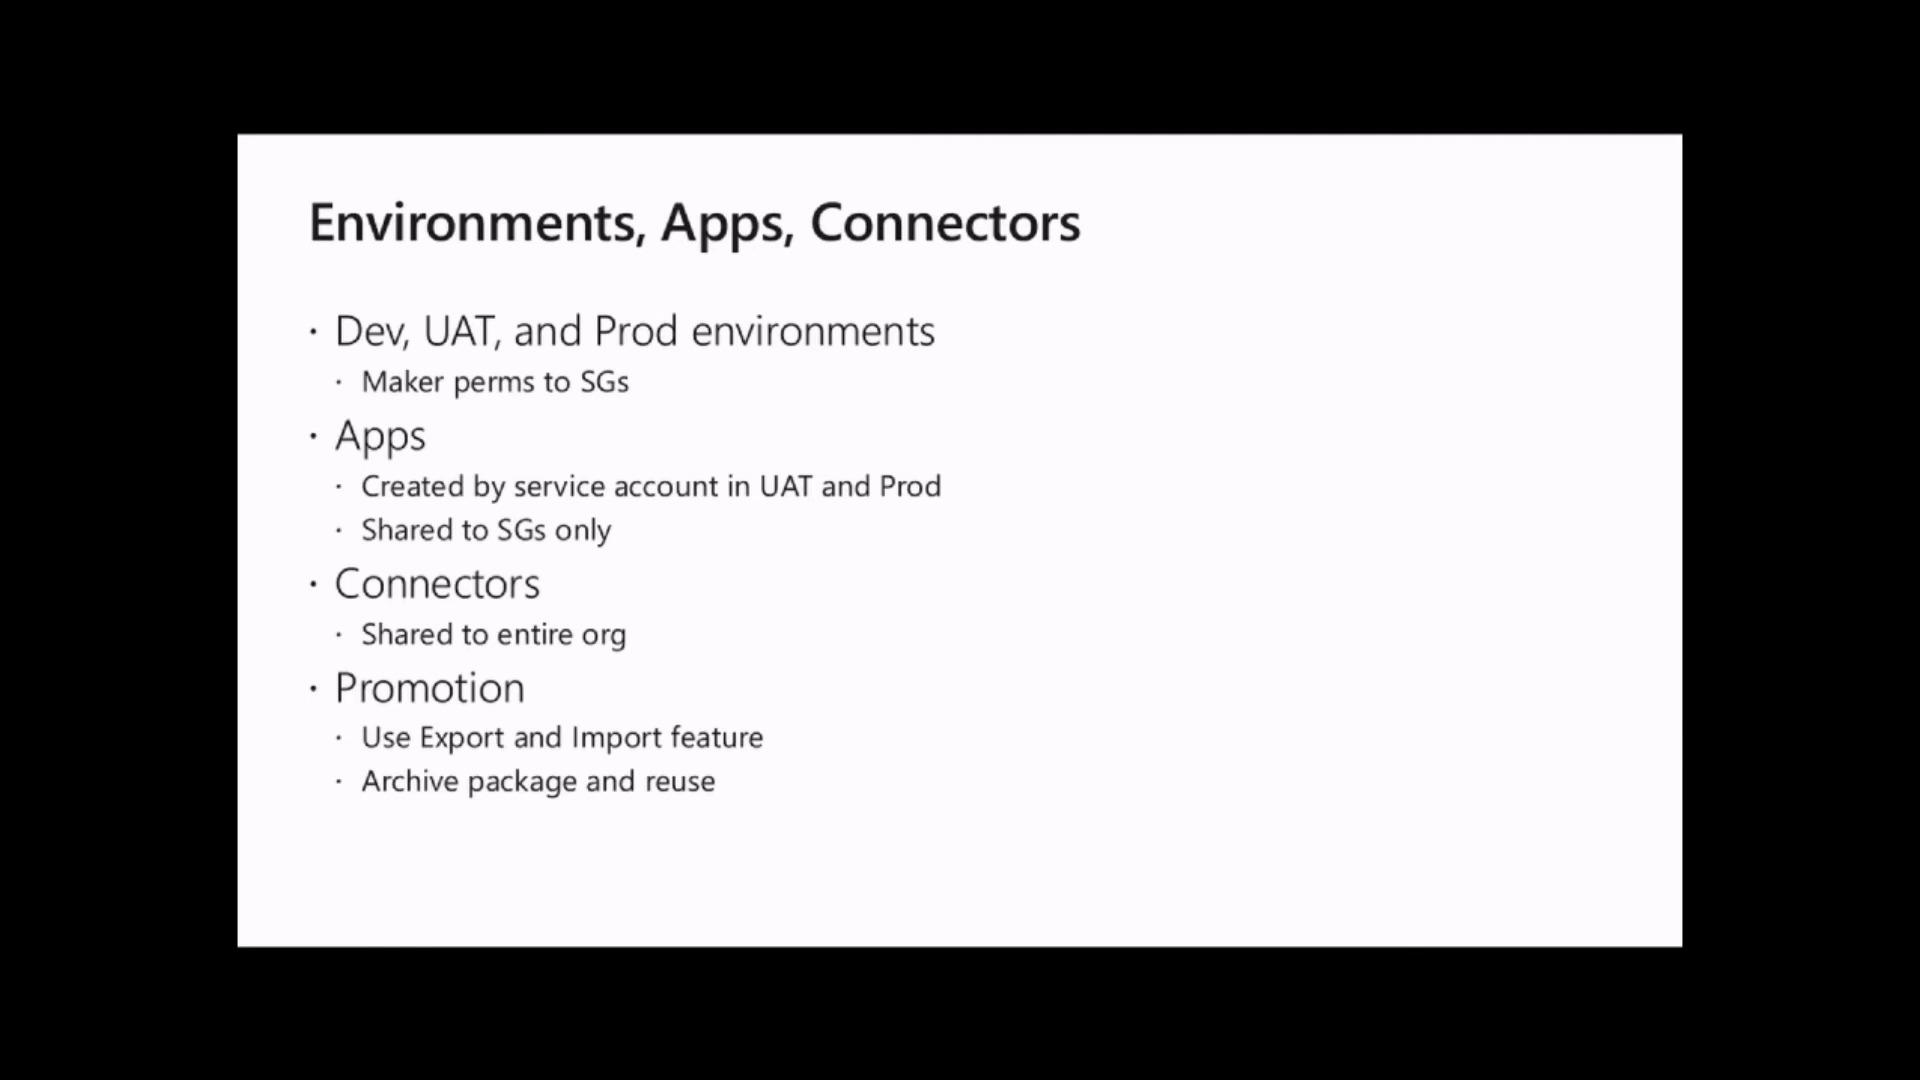 Environments, Apps, Connectors
· Dev, UAT, and Prod environments
· Maker perms to SGs
· Apps
· Created by service account in UAT and Prod
· Shared to SGs only
· Connectors
· Shared to entire org
· Promotion
· Use Export and Import feature
· Archive package and reuse